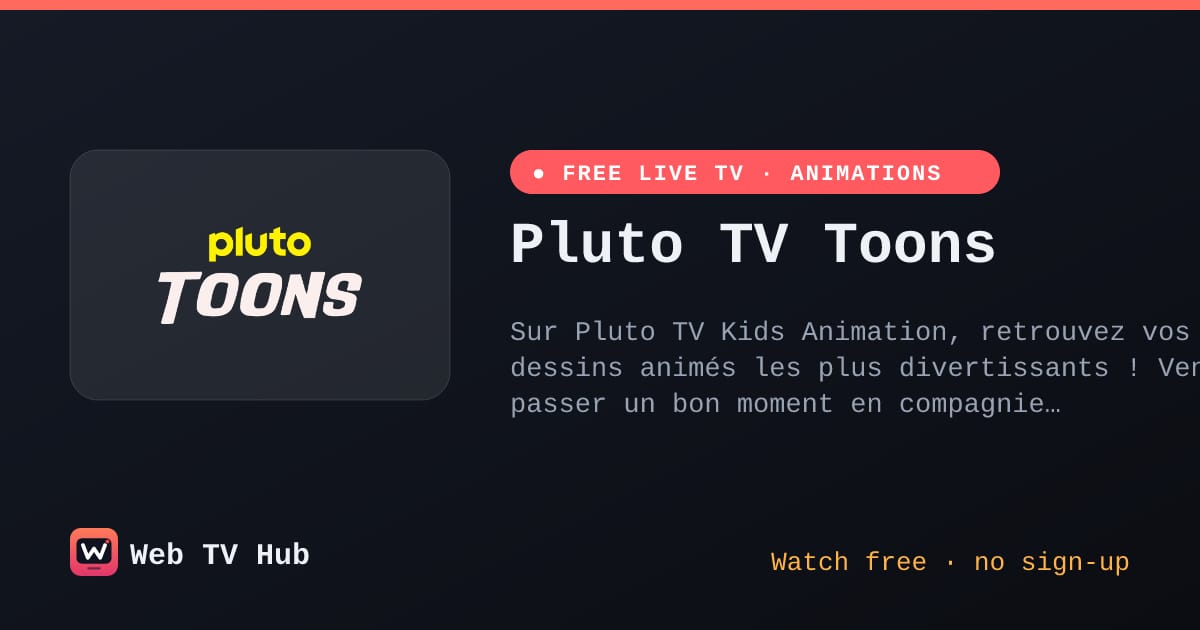 pluto
TOONS
● FREE LIVE TV · ANIMATIONS
Pluto TV Toons
Sur Pluto TV Kids Animation, retrouvez vos
dessins animés les plus divertissants !
passer un bon moment en compagnie…
Web TV Hub
Watch free · no sign-up